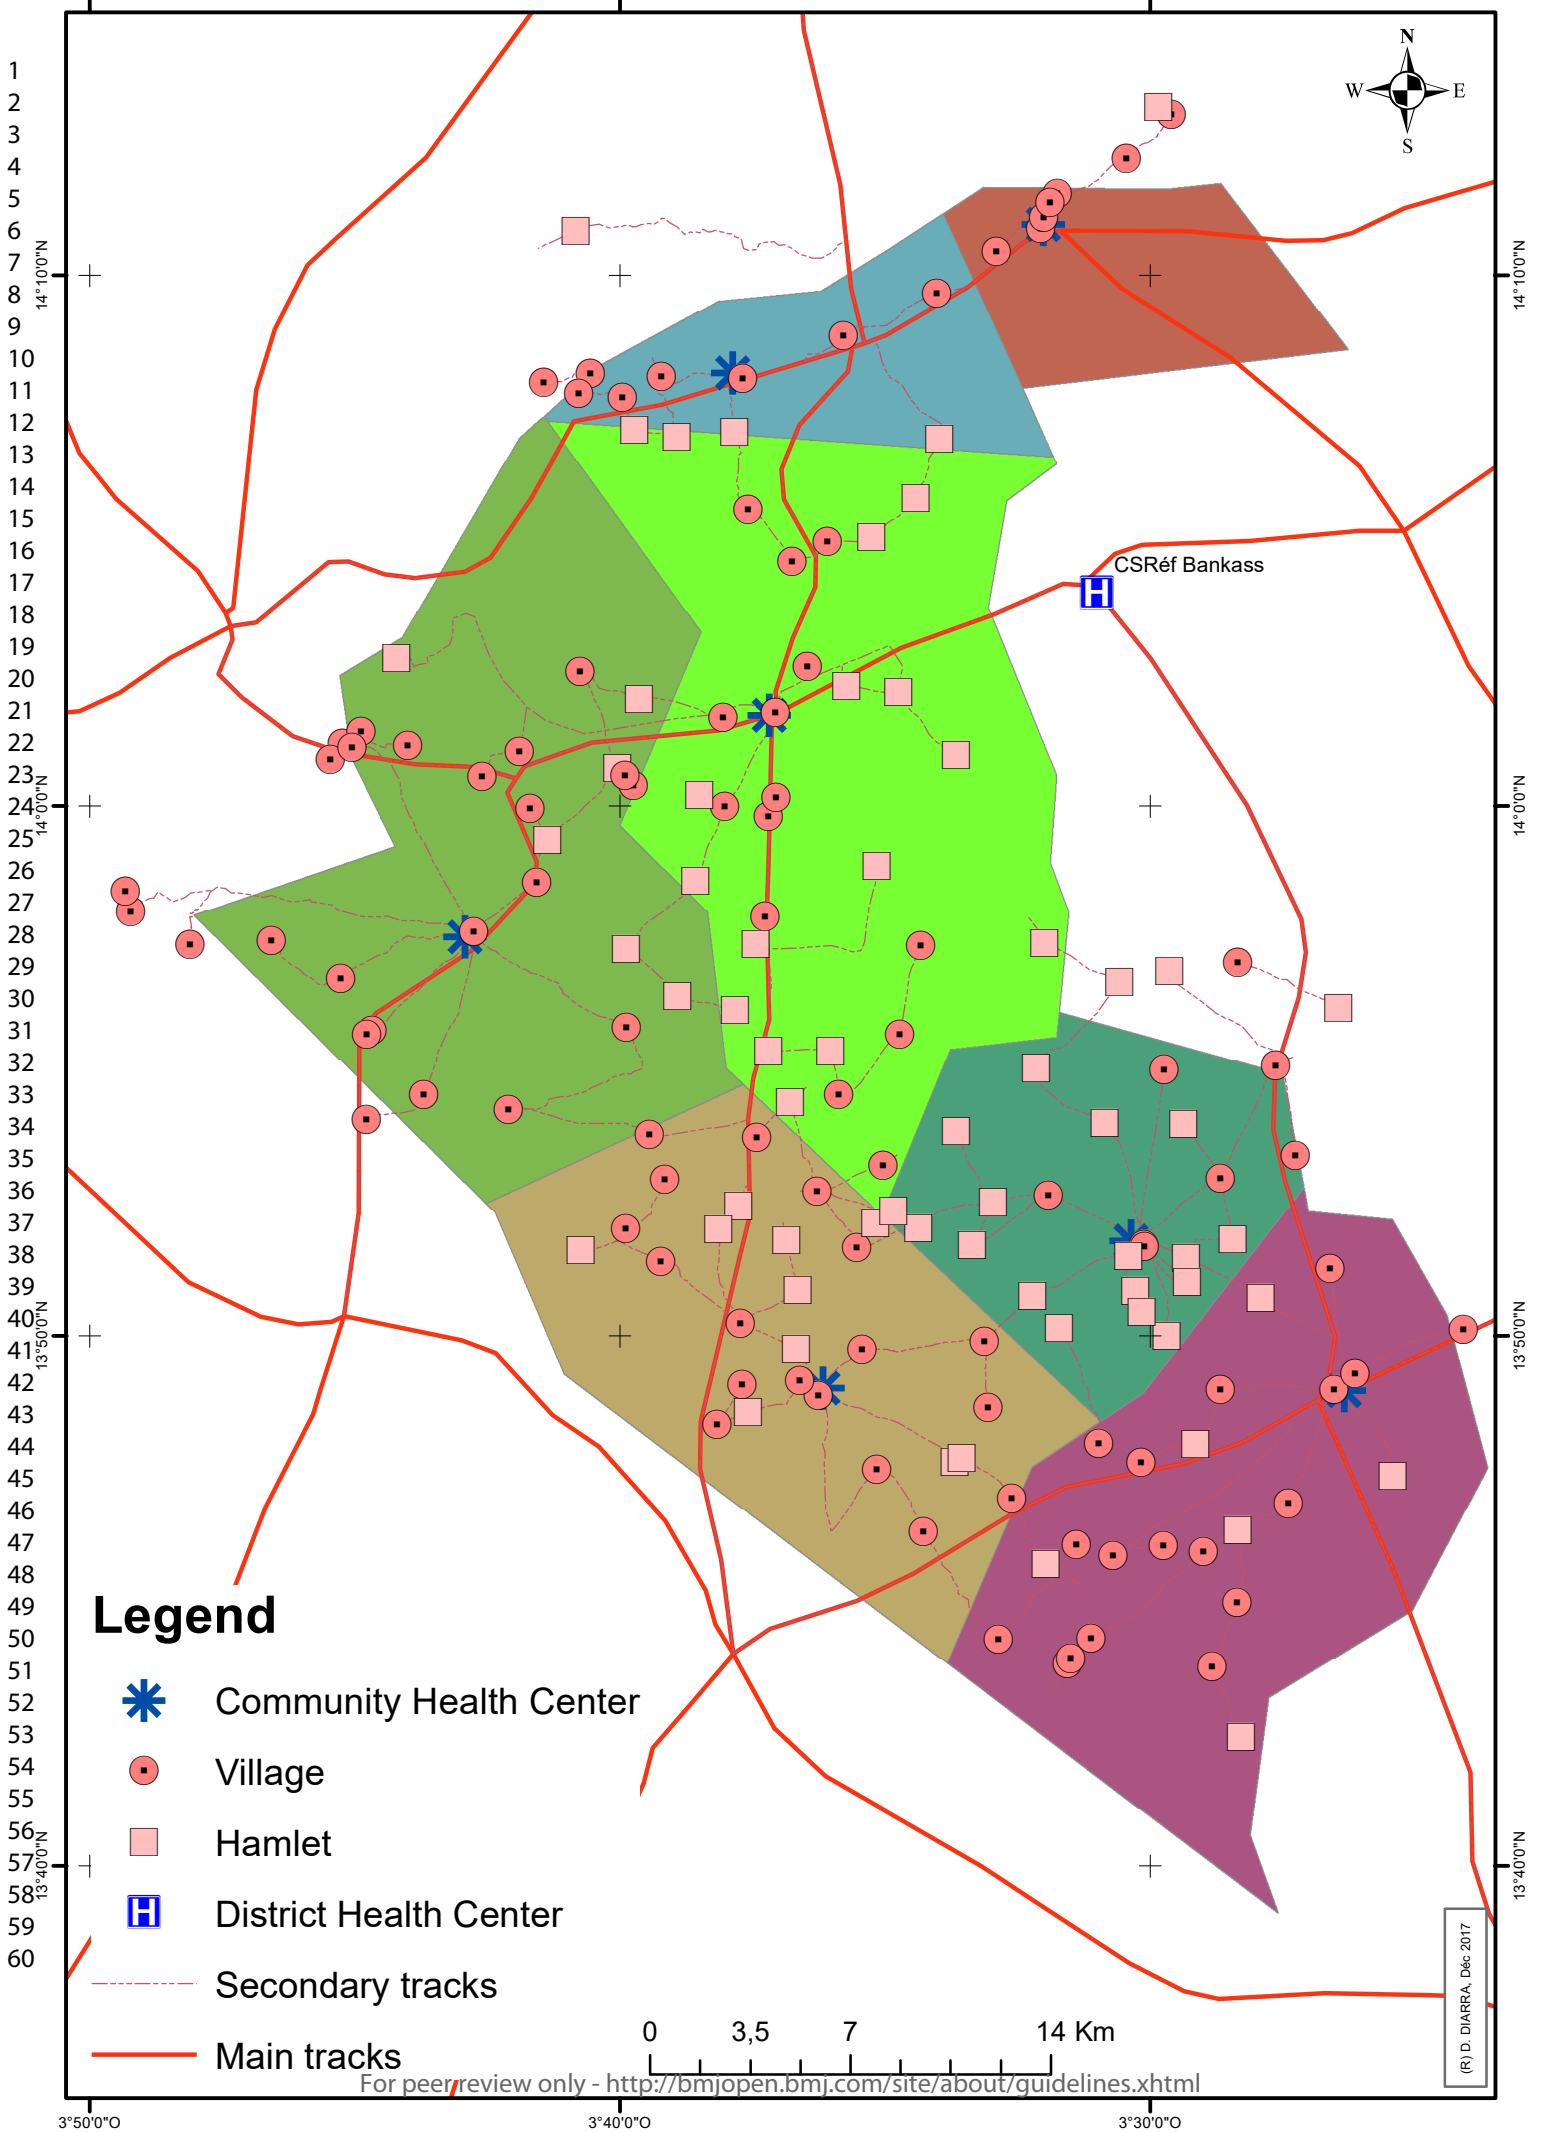 N
W E
S
1
2
3
4
5
6
7
8
9
10
11
12
13
14
15
16
17
18
19
20
21
22
23
24
25
26
27
28
29
30
31
32
33
34
35
36
37
38
39
40
41
42
43
44
45
46
47
48
49
50
51
52
53
54
55
56
57
58
59
60
14°10'0"N
14°10'0"N
CSRéf Bankass
14°0'0"N
14°0'0"N
13°50'0"N
13°50'0"N
Legend
Community Health Center
Village
Hamlet
H District Health Center
Secondary tracks
Main tracks
13°40'0"N
13°40'0"N
(R) D. DIARRA, Déc 2017
0 3,5 7 14 Km
For peer review only - http://bmjopen.bmj.com/site/about/guidelines.xhtml
3°50'0"O 3°40'0"O 3°30'0"O
H